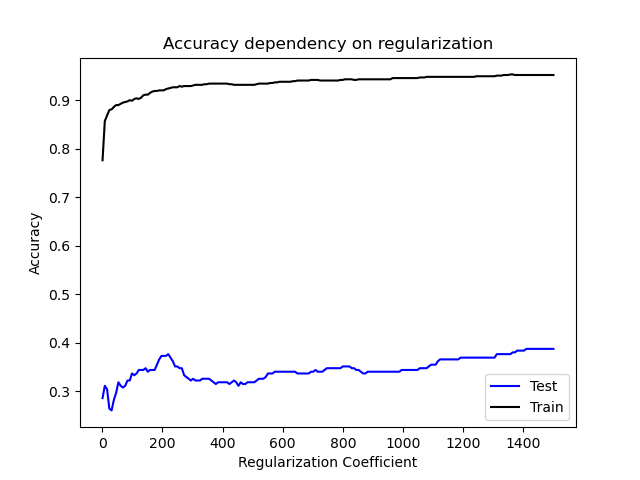 Accuracy dependency on regularization
Accuracy
0.9
0.8
0.7
0.6
0.5
0.4
0.3
0 200 400 600 800 1000 1200 1400
Regularization Coefficient
Test
Train